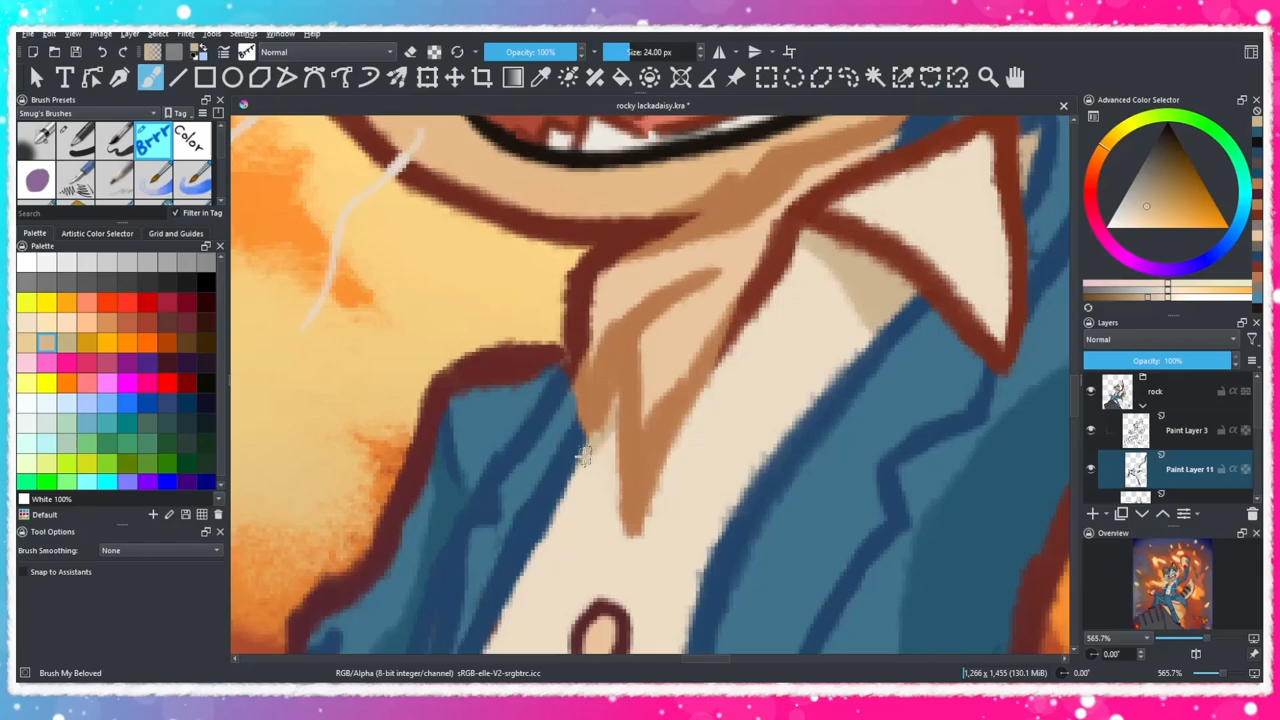 File Edit View Image Layer Select Filter Tools Settings Window Help
Normal
Opacity: 100%
Size: 24.00 px
Brush Presets
rocky lackadaisy.kra *
Advanced Color Selector
Smug's Brushes
Tag
Brrr
Color
Search
Filter in Tag
Palette
Artistic Color Selector
Grid and Guides
Palette
Layers
Normal
Opacity: 100%
rock
Paint Layer 3
Paint Layer 11
White 100%
Default
Tool Options
Overview
Brush Smoothing:
None
Snap to Assistants
565.7%
0.00°
Brush My Beloved
RGB/Alpha (8-bit integer/channel) sRGB-elle-V2-srgbtrc.icc
1,266 x 1,455 (130.1 MiB)
0.00°
565.7%